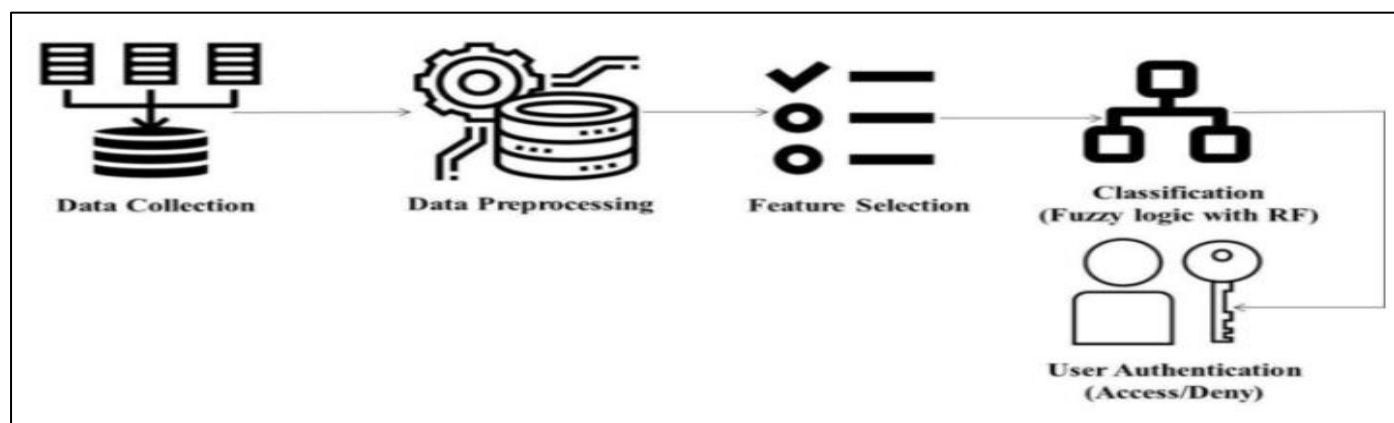 Data Collection
Data Preprocessing
Feature Selection
Classification
(Fuzzy logic with RF)
User Authentication
(Access/Deny)